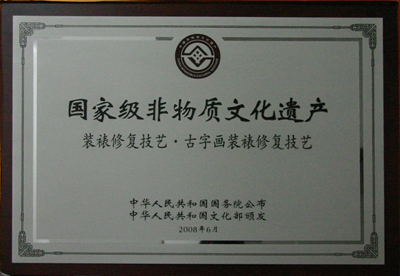 国家级非物质文化遗产
装裱修复技艺·古字画装裱修复技艺
中华人民共和国国务院公布
中华人民共和国文化部颁发
2008年6月